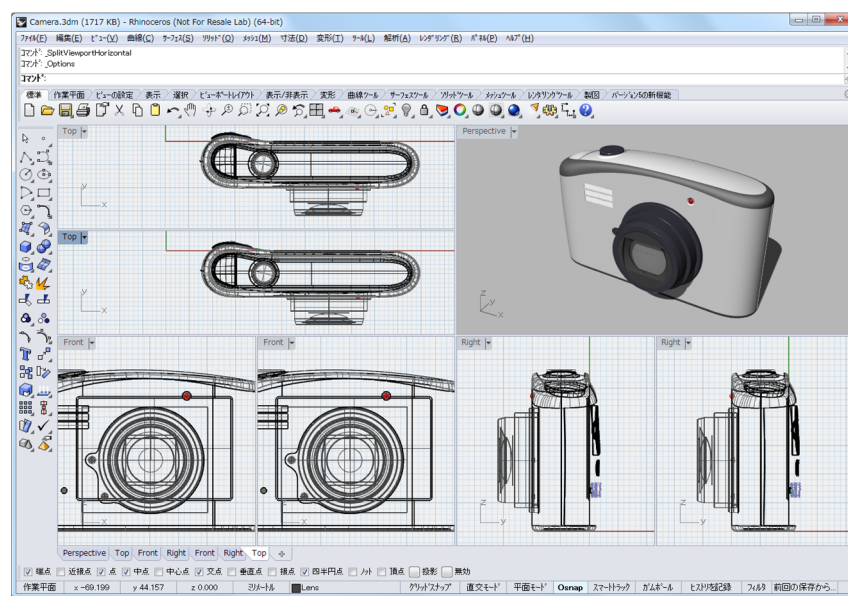 Camera.3dm (1717 KB) - Rhinoceros (Not For Resale Lab) (64-bit)
ファイル(F) 編集(E) ビュー(V) 曲線(C) サーフェス(S) ソリッド(O) メッシュ(M) 寸法(D) 変形(T) ツール(L) 解析(A) レンダリング(R) パネル(P) ヘルプ(H)
コマンド: _SplitViewportHorizontal
コマンド: _Options
コマンド:
標準 作業平面 ビューの設定 表示 選択 ビューポートレイアウト 表示/非表示 変形 曲線ツール サーフェスツール ソリッドツール メッシュツール レンダリングツール 製図 バージョン5の新機能
Top
Perspective
y
x
Top
y
x
z
y
x
Front
Front
Right
Right
x
x
z
y
z
y
Perspective Top Front Right Front Right Top
端点 近接点 点 中点 中心点 交点 垂直点 接点 四半円点 ノット 頂点 投影 無効
作業平面 x -69.199 y 44.157 z 0.000 ミリメートル Lens グリッドスナップ 直交モード 平面モード Osnap スマートトラック ガムボール ヒストリを記録 フィルタ 前回の保存から...